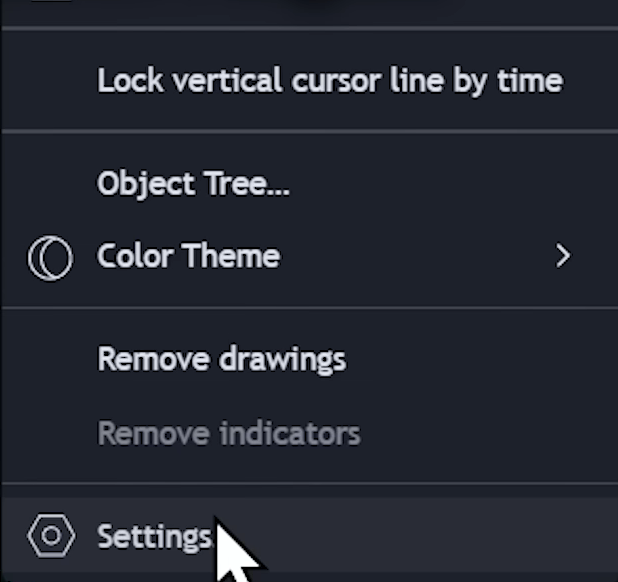 Lock vertical cursor line by time
Object Tree...
Color Theme
Remove drawings
Remove indicators
Settings